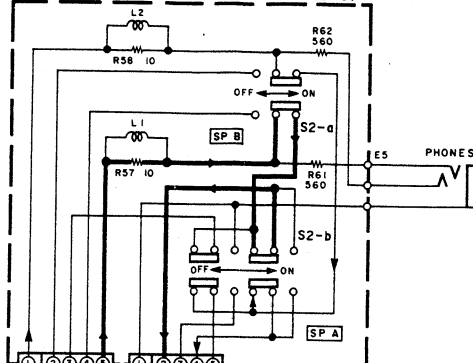 L2
R62
560
R58 10
OFF ON
L1
SP B
S2-a
E5
PHONES
R57 10
R61
560
S2-b
OFF ON
SP A